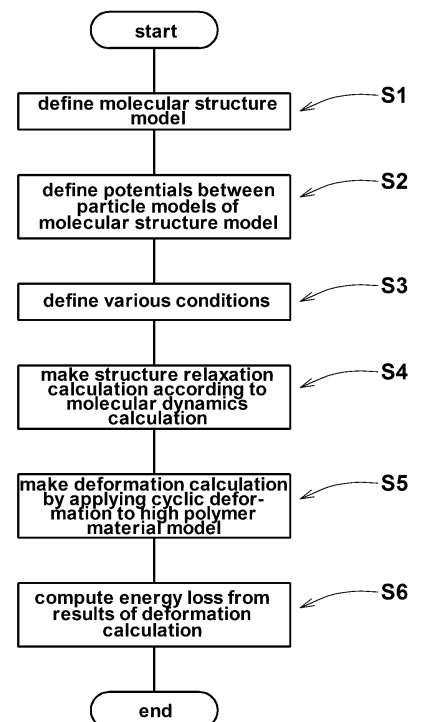 start
define molecular structure
model
S1
define potentials between
particle models of
molecular structure model
S2
define various conditions
S3
make structure relaxation
calculation according to
molecular dynamics
calculation
S4
make deformation calculation
by applying cyclic defor-
mation to high polymer
material model
S5
compute energy loss from
results of deformation
calculation
S6
end